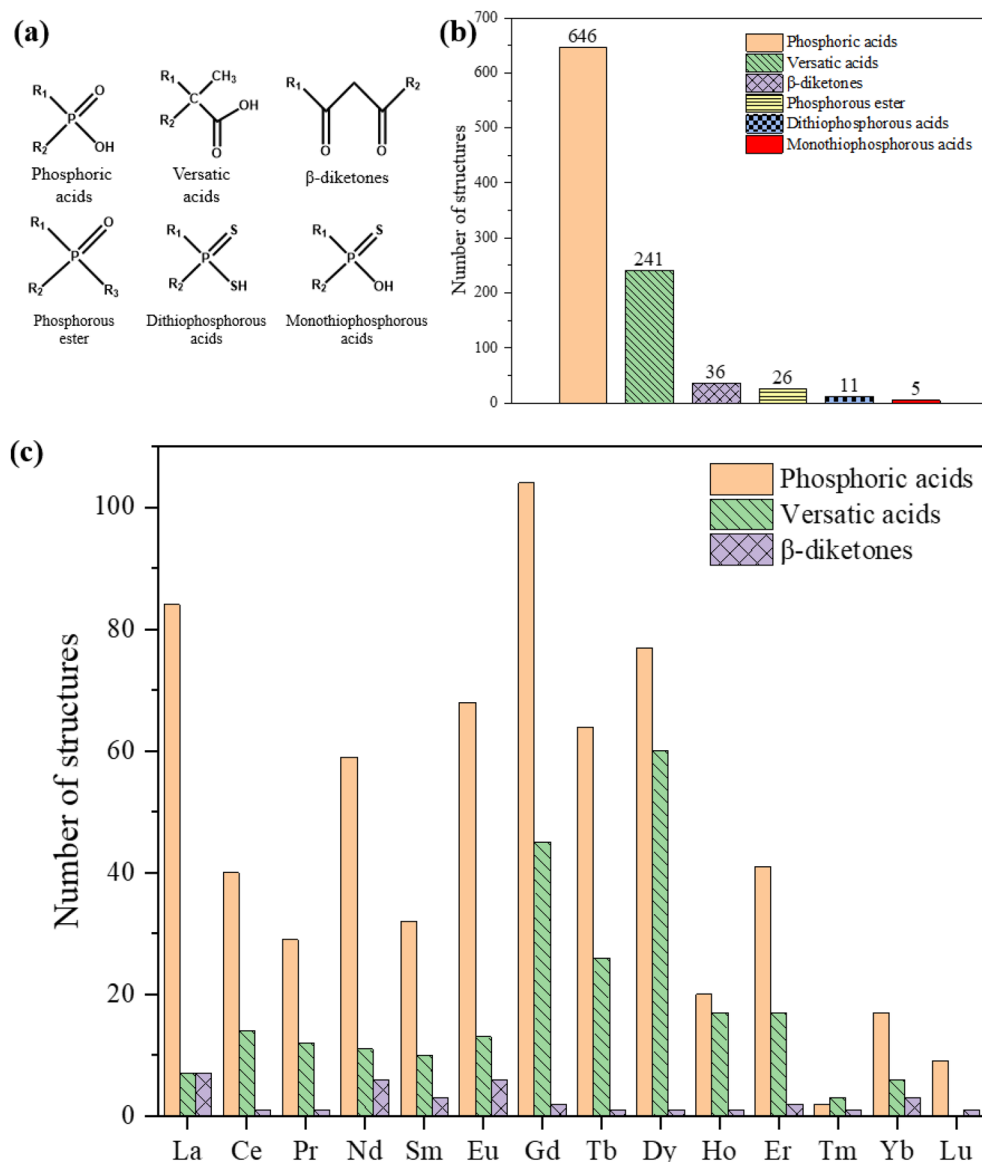 (a)
R1
O
P
R2
OH
Phosphoric
acids
R1
CH3
C
OH
R2
O
Versatic
acids
R1
R2
O
O
β-diketones
R1
O
P
R2
R3
Phosphorous
ester
R1
S
P
R2
SH
Dithiophosphorous
acids
R1
S
P
R2
OH
Monothiophosphorous
acids
(b)
Number of structures
700
600
500
400
300
200
100
0
646
241
36
26
11
5
Phosphoric acids
Versatic acids
β-diketones
Phosphorous ester
Dithiophosphorous acids
Monothiophosphorous acids
(c)
Number of structures
100
80
60
40
20
0
Phosphoric acids
Versatic acids
β-diketones
La Ce Pr Nd Sm Eu Gd Tb Dy Ho Er Tm Yb Lu